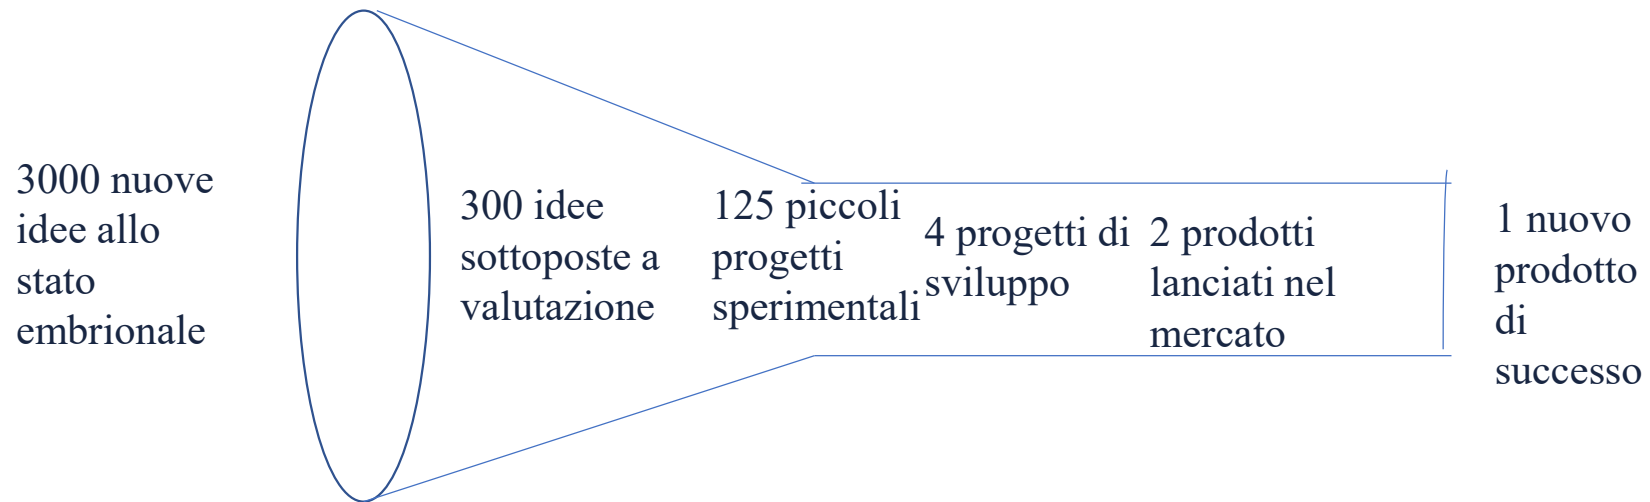 3000 nuove
idee allo
stato
embrionale
300 idee
sottoposte a
valutazione
125 piccoli
progetti
sperimentali
4 progetti di
sviluppo
2 prodotti
lanciati nel
mercato
1 nuovo
prodotto
di
successo